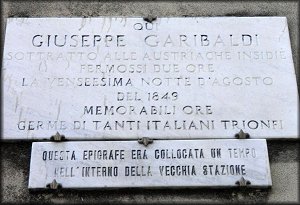 QUI
GIUSEPPE GARIBALDI
SOTTRATTO ALLE AUSTRIACHE INSIDIE
FERMOSSI DUE ORE
LA VENSEESIMA NOTTE D'AGOSTO
DEL 1849
MEMORABILI ORE
GERME DI TANTI ITALIANI TRIONFI
QUESTA EPIGRAFE ERA COLLOCATA UN TEMPO
NELL'INTERNO DELLA VECCHIA STAZIONE